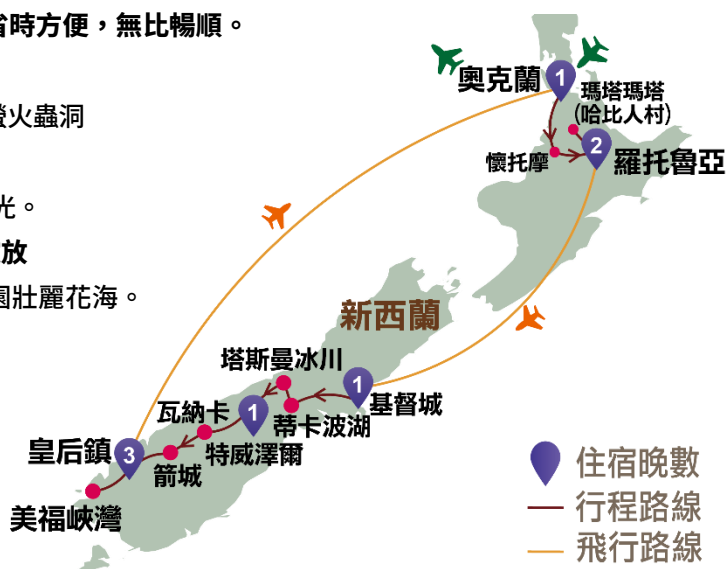 省時方便，無比暢順。
螢火蟲洞
光。
放
園壯麗花海。
奧克蘭
1
瑪塔瑪塔
(哈比人村)
2
懷托摩
羅托魯亞
新西蘭
塔斯曼冰川
1
基督城
瓦納卡
1
蒂卡波湖
特威澤爾
皇后鎮
3
箭城
美福峽灣
住宿晚數
行程路線
飛行路線